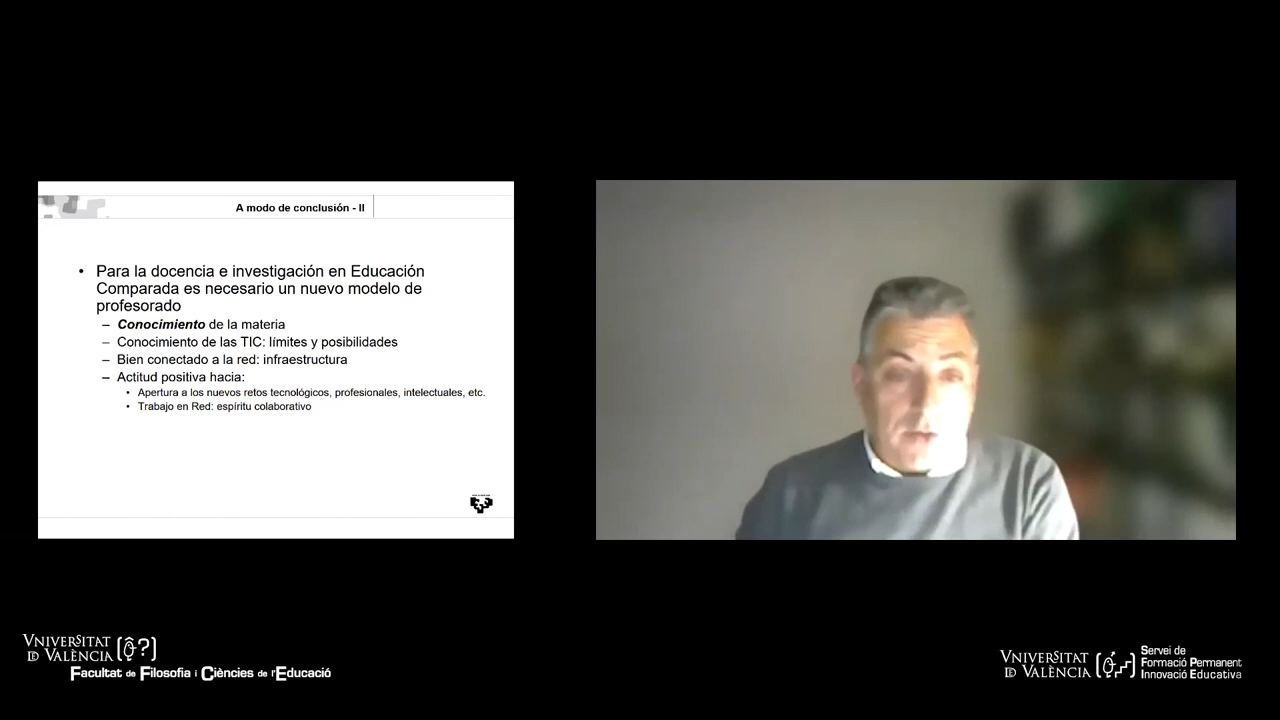 A modo de conclusión - II
• Para la docencia e investigación en Educación
Comparada es necesario un nuevo modelo de
profesorado
– Conocimiento de la materia
– Conocimiento de las TIC: límites y posibilidades
– Bien conectado a la red: infraestructura
– Actitud positiva hacia:
• Apertura a los nuevos retos tecnológicos, profesionales, intelectuales, etc.
• Trabajo en Red: espíritu colaborativo
VNIVERSITAT
ID VALÈNCIA
Facultat de Filosofia i Ciències de l'Educació
VNIVERSITAT
ID VALÈNCIA
Servei de
Formació Permanent
Innovació Educativa